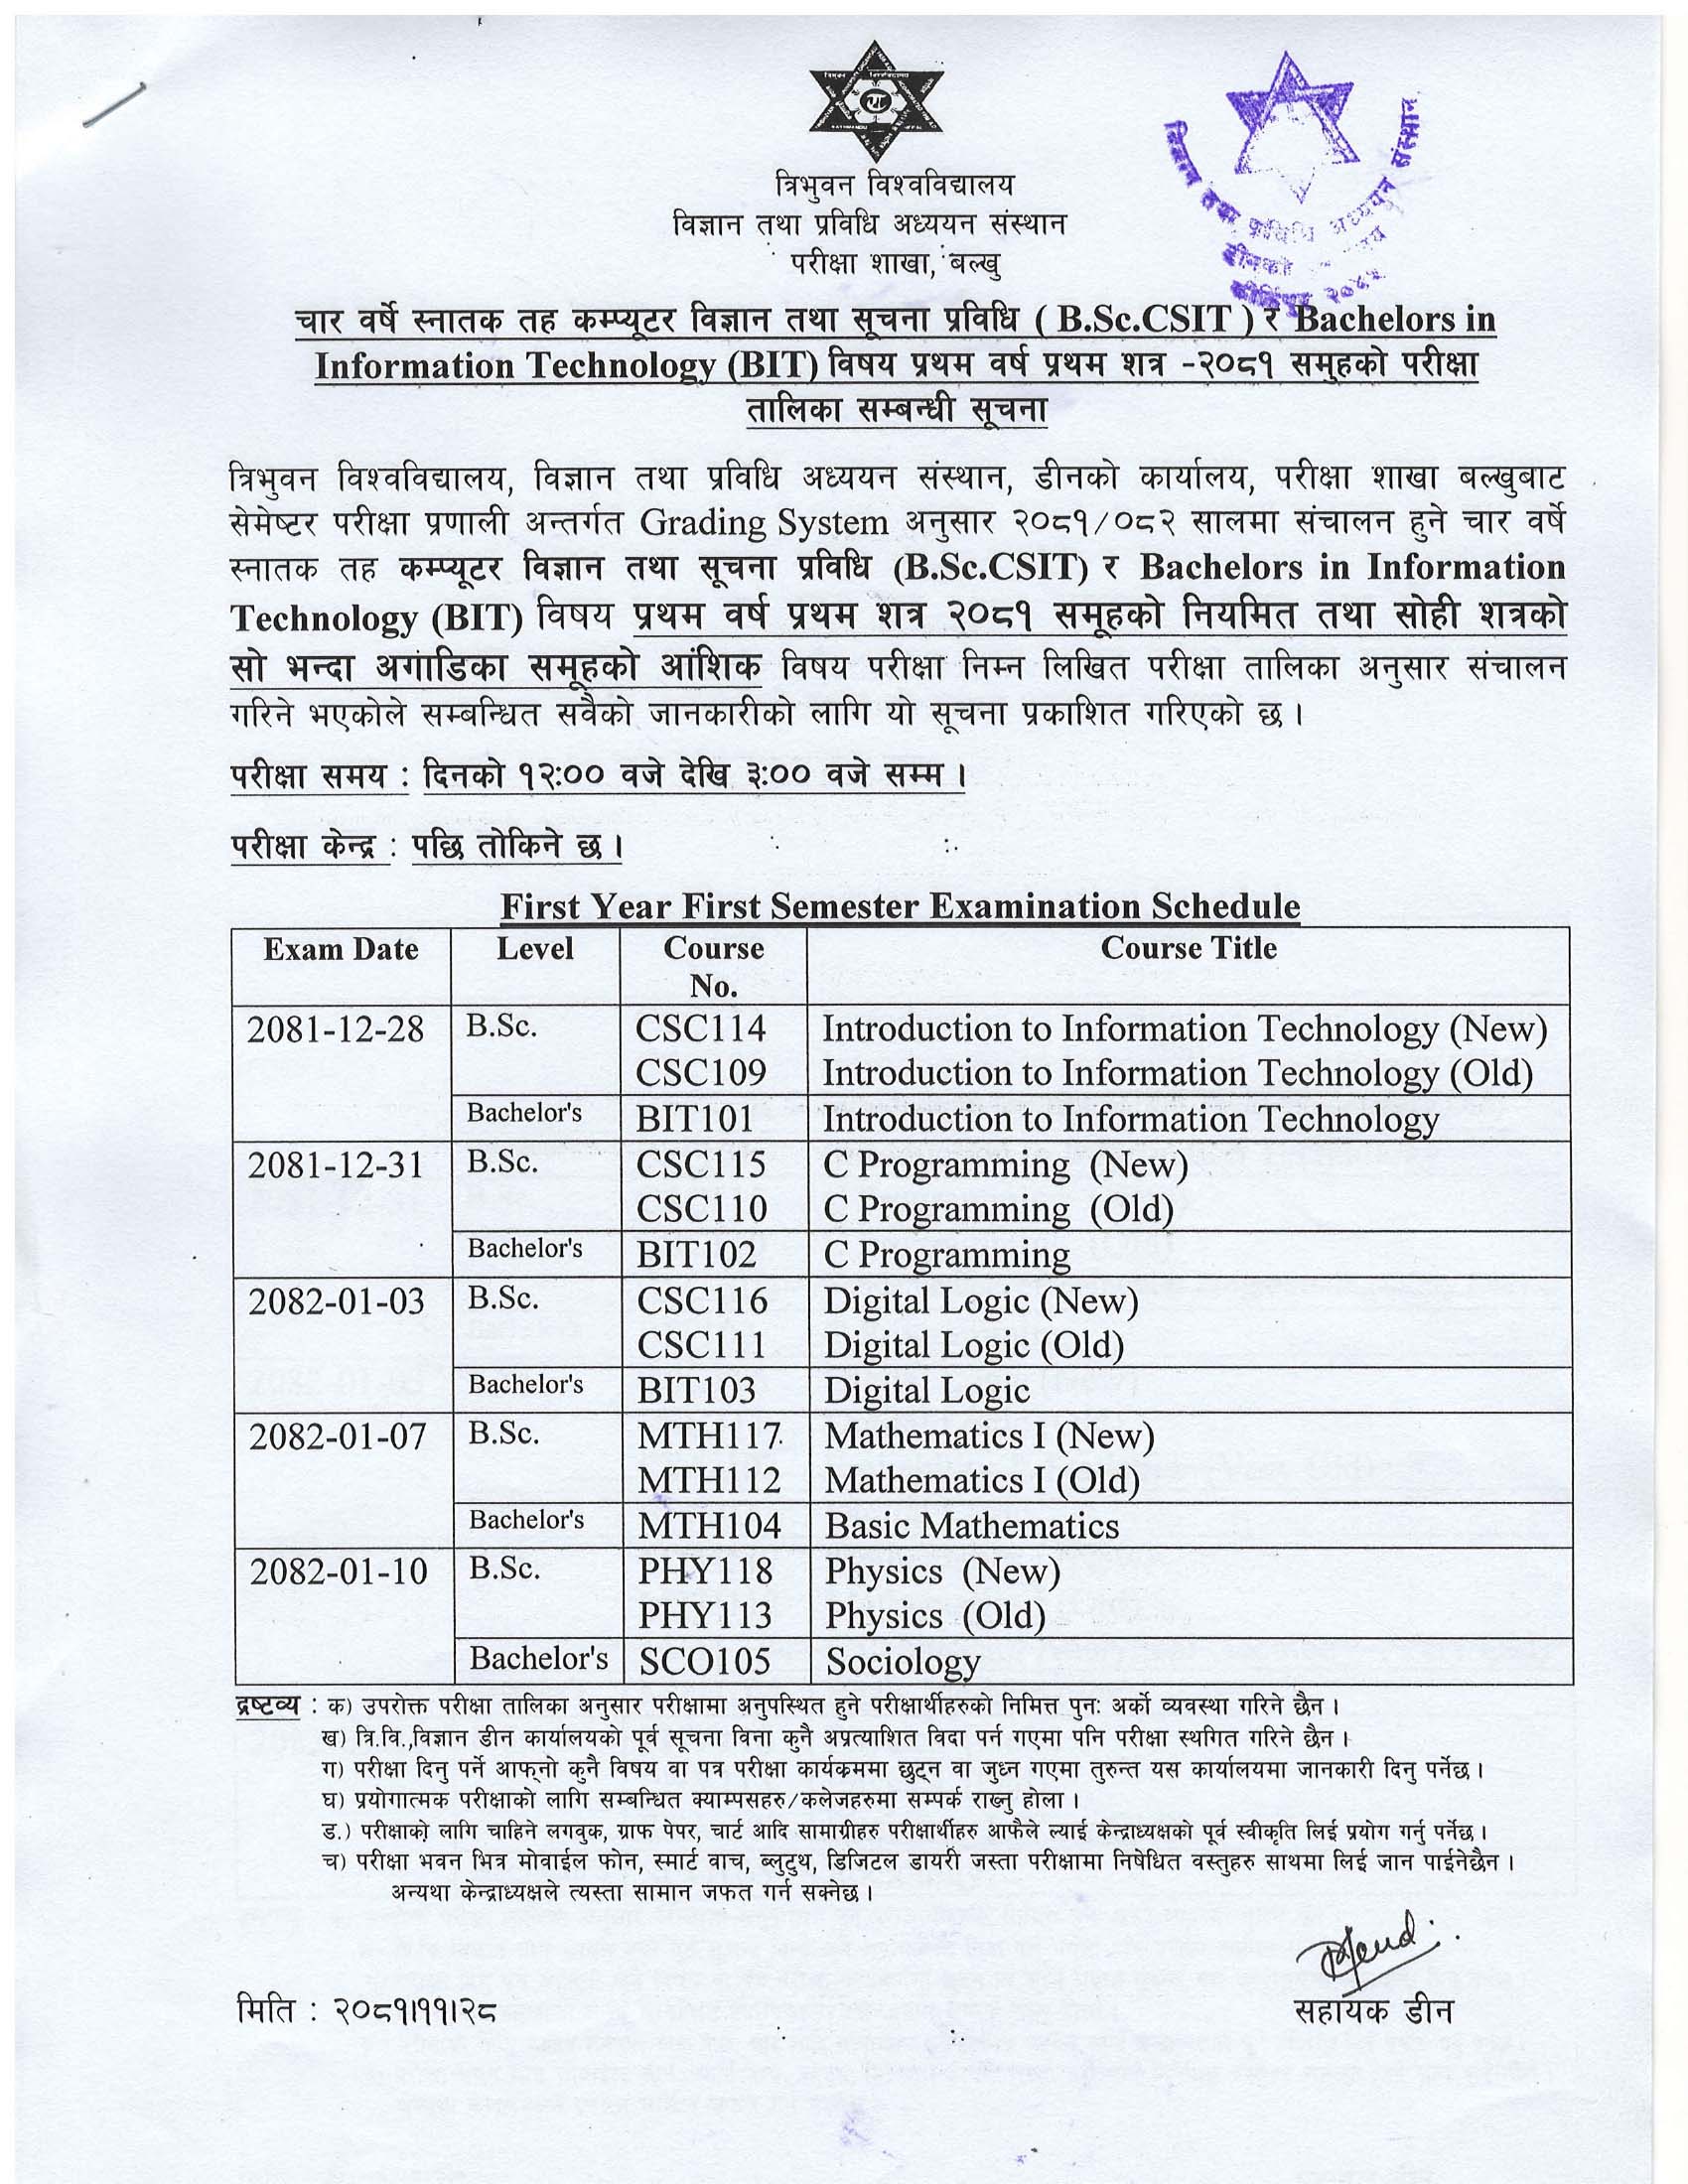 त्रिभुवन विश्वविद्यालय
विज्ञान तथा प्रविधि अध्ययन संस्थान
परीक्षा शाखा, बल्खु
विज्ञान तथा प्रविधि अध्ययन संस्थान
डीनको
चार वर्षे स्नातक तह कम्प्यूटर विज्ञान तथा सूचना प्रविधि ( B.Sc.CSIT ) र Bachelors in
Information Technology (BIT) विषय प्रथम वर्ष प्रथम शत्र -२०८१ समुहको परीक्षा
तालिका सम्बन्धी सूचना
त्रिभुवन विश्वविद्यालय, विज्ञान तथा प्रविधि अध्ययन संस्थान, डीनको कार्यालय, परीक्षा शाखा बल्खुबाट
सेमेष्टर परीक्षा प्रणाली अन्तर्गत Grading System अनुसार २०८१/०८२ सालमा संचालन हुने चार वर्षे
स्नातक तह कम्प्यूटर विज्ञान तथा सूचना प्रविधि (B.Sc.CSIT) र Bachelors in Information
Technology (BIT) विषय प्रथम वर्ष प्रथम शत्र २०८१ समूहको नियमित तथा सोही शत्रको
सो भन्दा अगाडिका समूहको आंशिक विषय परीक्षा निम्न लिखित परीक्षा तालिका अनुसार संचालन
गरिने भएकोले सम्बन्धित सवैको जानकारीको लागि यो सूचना प्रकाशित गरिएको छ ।
परीक्षा समय : दिनको १२:०० वजे देखि ३:०० वजे सम्म ।
परीक्षा केन्द्र : पछि तोकिने छ ।
First Year First Semester Examination Schedule
Exam Date Level Course No. Course Title
2081-12-28 B.Sc. CSC114 Introduction to Information Technology (New)
CSC109 Introduction to Information Technology (Old)
Bachelor's BIT101 Introduction to Information Technology
2081-12-31 B.Sc. CSC115 C Programming (New)
CSC110 C Programming (Old)
Bachelor's BIT102 C Programming
2082-01-03 B.Sc. CSC116 Digital Logic (New)
CSC111 Digital Logic (Old)
Bachelor's BIT103 Digital Logic
2082-01-07 B.Sc. MTH117 Mathematics I (New)
MTH112 Mathematics I (Old)
Bachelor's MTH104 Basic Mathematics
2082-01-10 B.Sc. PHY118 Physics (New)
PHY113 Physics (Old)
Bachelor's SCO105 Sociology
द्रष्टव्य : क) उपरोक्त परीक्षा तालिका अनुसार परीक्षामा अनुपस्थित हुने परीक्षार्थीहरुको निमित्त पुनः अर्को व्यवस्था गरिने छैन ।
ख) त्रि.वि.,विज्ञान डीन कार्यालयको पूर्व सूचना विना कुनै अप्रत्याशित विदा पर्न गएमा पनि परीक्षा स्थगित गरिने छैन ।
ग) परीक्षा दिनु पर्ने आफ्नो कुनै विषय वा पत्र परीक्षा कार्यक्रममा छुट्न वा जुध्न गएमा तुरुन्त यस कार्यालयमा जानकारी दिनु पर्नेछ ।
घ) प्रयोगात्मक परीक्षाको लागि सम्बन्धित क्याम्पसहरु/कलेजहरुमा सम्पर्क राख्नु होला ।
ड.) परीक्षाको लागि चाहिने लगवुक, ग्राफ पेपर, चार्ट आदि सामाग्रीहरु परीक्षार्थीहरु आफैले ल्याई केन्द्राध्यक्षको पूर्व स्वीकृति लिई प्रयोग गर्नु पर्नेछ ।
च) परीक्षा भवन भित्र मोवाईल फोन, स्मार्ट वाच, ब्लुटुथ, डिजिटल डायरी जस्ता परीक्षामा निषेधित वस्तुहरु साथमा लिई जान पाईनेछैन ।
अन्यथा केन्द्राध्यक्षले त्यस्ता सामान जफत गर्न सक्नेछ ।
मिति : २०८१।११।२८
सहायक डीन